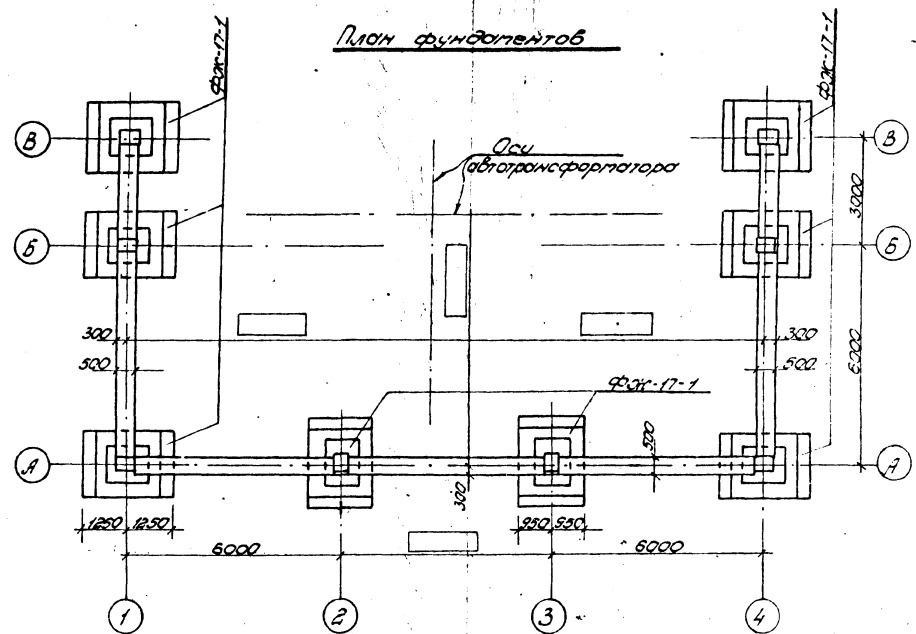 План фундаментов
ФЖ-17-1
ФЖ-17-1
В
В
Оси
автотрансформатора
3000
Б
Б
300
300
500
500
6000
ФЖ-17-1
500
А
А
300
1250
1250
950
950
6000
6000
1
2
3
4